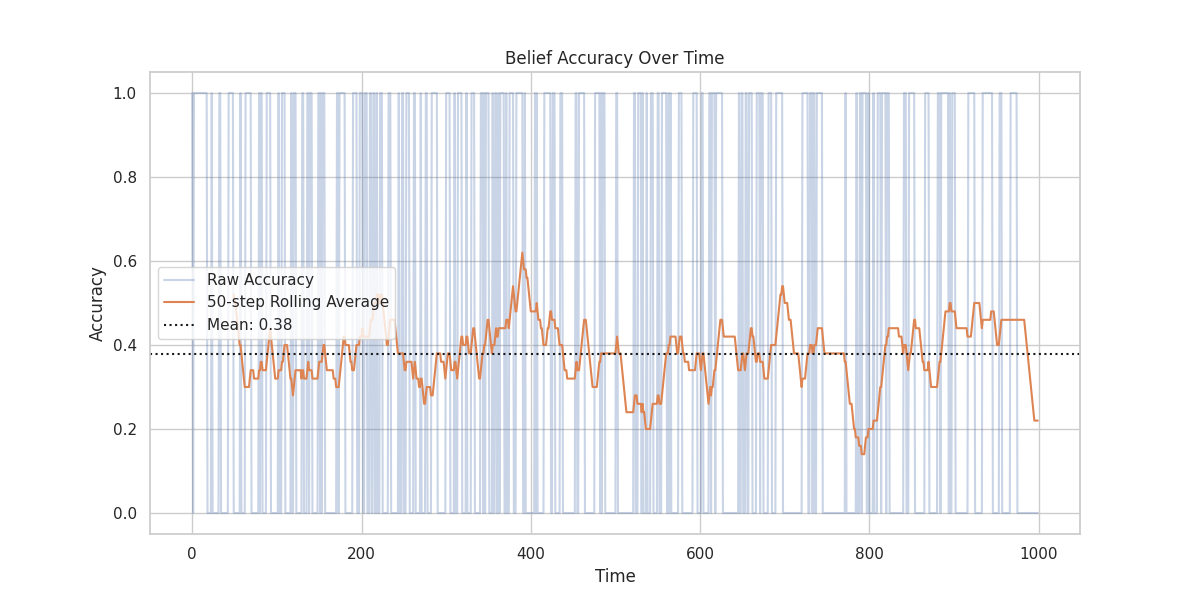 Belief Accuracy Over Time
1.0
0.8
0.6
0.4
0.2
0.0
Accuracy
Raw Accuracy
50-step Rolling Average
Mean: 0.38
0
200
400
600
800
1000
Time